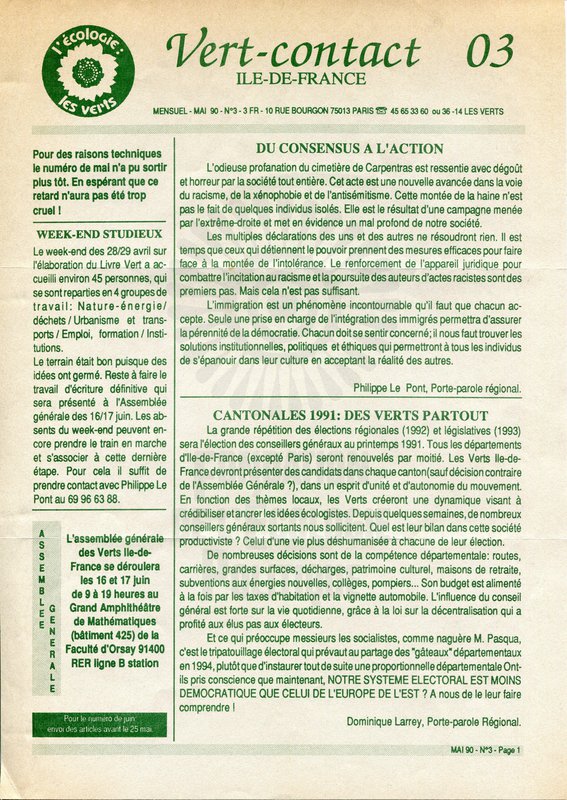 l'écologie:
les verts
Vert-contact 03
ILE-DE-FRANCE
MENSUEL - MAI 90 - N°3 - 3 FR - 10 RUE BOURGON 75013 PARIS ☎ 45 65 33 60 ou 36 -14 LES VERTS
Pour des raisons techniques
le numéro de mai n'a pu sortir
plus tôt. En espérant que ce
retard n'aura pas été trop
cruel !
WEEK-END STUDIEUX
Le week-end des 28/29 avril sur
l'élaboration du Livre Vert a ac-
cueilli environ 45 personnes, qui
se sont reparties en 4 groupes de
travail: Nature-énergie/
déchets / Urbanisme et trans-
ports / Emploi, formation / Insti-
tutions.
Le terrain était bon puisque des
idées ont germé. Reste à faire le
travail d'écriture définitive qui
sera présenté à l'Assemblée
générale des 16/17 juin. Les ab-
sents du week-end peuvent en-
core prendre le train en marche
et s'associer à cette dernière
étape. Pour cela il suffit de
prendre contact avec Philippe Le
Pont au 69 96 63 88.
ASSEMBLEE
GENERALE
L'assemblée générale
des Verts Ile-de-
France se déroulera
les 16 et 17 juin
de 9 à 19 heures au
Grand Amphithéâtre
de Mathématiques
(bâtiment 425) de la
Faculté d'Orsay 91400
RER ligne B station
Pour le numéro de juin
envoi des articles avant le 25 mai.
DU CONSENSUS A L'ACTION
L'odieuse profanation du cimetière de Carpentras est ressentie avec dégoût
et horreur par la société tout entière. Cet acte est une nouvelle avancée dans la voie
du racisme, de la xénophobie et de l'antisémitisme. Cette montée de la haine n'est
pas le fait de quelques individus isolés. Elle est le résultat d'une campagne menée
par l'extrême-droite et met en évidence un mal profond de notre société.
Les multiples déclarations des uns et des autres ne résoudront rien. Il est
temps que ceux qui détiennent le pouvoir prennent des mesures efficaces pour faire
face à la montée de l'intolérance. Le renforcement de l'appareil juridique pour
combattre l'incitation au racisme et la poursuite des auteurs d'actes racistes sont des
premiers pas. Mais cela n'est pas suffisant.
L'immigration est un phénomène incontournable qu'il faut que chacun ac-
cepte. Seule une prise en charge de l'intégration des immigrés permettra d'assurer
la pérennité de la démocratie. Chacun doit se sentir concerné; il nous faut trouver les
solutions institutionnelles, politiques et éthiques qui permettront à tous les individus
de s'épanouir dans leur culture en acceptant la réalité des autres.
Philippe Le Pont, Porte-parole régional.
CANTONALES 1991: DES VERTS PARTOUT
La grande répétition des élections régionales (1992) et législatives (1993)
sera l'élection des conseillers généraux au printemps 1991. Tous les départements
d'Ile-de-France (excepté Paris) seront renouvelés par moitié. Les Verts Ile-de-
France devront présenter des candidats dans chaque canton(sauf décision contraire
de l'Assemblée Générale ?), dans un esprit d'unité et d'autonomie du mouvement.
En fonction des thèmes locaux, les Verts créeront une dynamique visant à
crédibiliser et ancrer les idées écologistes. Depuis quelques semaines, de nombreux
conseillers généraux sortants nous sollicitent. Quel est leur bilan dans cette société
productiviste ? Celui d'une vie plus déshumanisée à chacune de leur élection.
De nombreuses décisions sont de la compétence départementale: routes,
carrières, grandes surfaces, décharges, patrimoine culturel, maisons de retraite,
subventions aux énergies nouvelles, collèges, pompiers... Son budget est alimenté
à la fois par les taxes d'habitation et la vignette automobile. L'influence du conseil
général est forte sur la vie quotidienne, grâce à la loi sur la décentralisation qui a
profité aux élus pas aux électeurs.
Et ce qui préoccupe messieurs les socialistes, comme naguère M. Pasqua,
c'est le tripatouillage électoral qui prévaut au partage des "gâteaux" départementaux
en 1994, plutôt que d'instaurer tout de suite une proportionnelle départementale Ont-
ils pris conscience que maintenant, NOTRE SYSTEME ELECTORAL EST MOINS
DEMOCRATIQUE QUE CELUI DE L'EUROPE DE L'EST ? A nous de le leur faire
comprendre !
Dominique Larrey, Porte-parole Régional.
MAI 90 - N°3 - Page 1